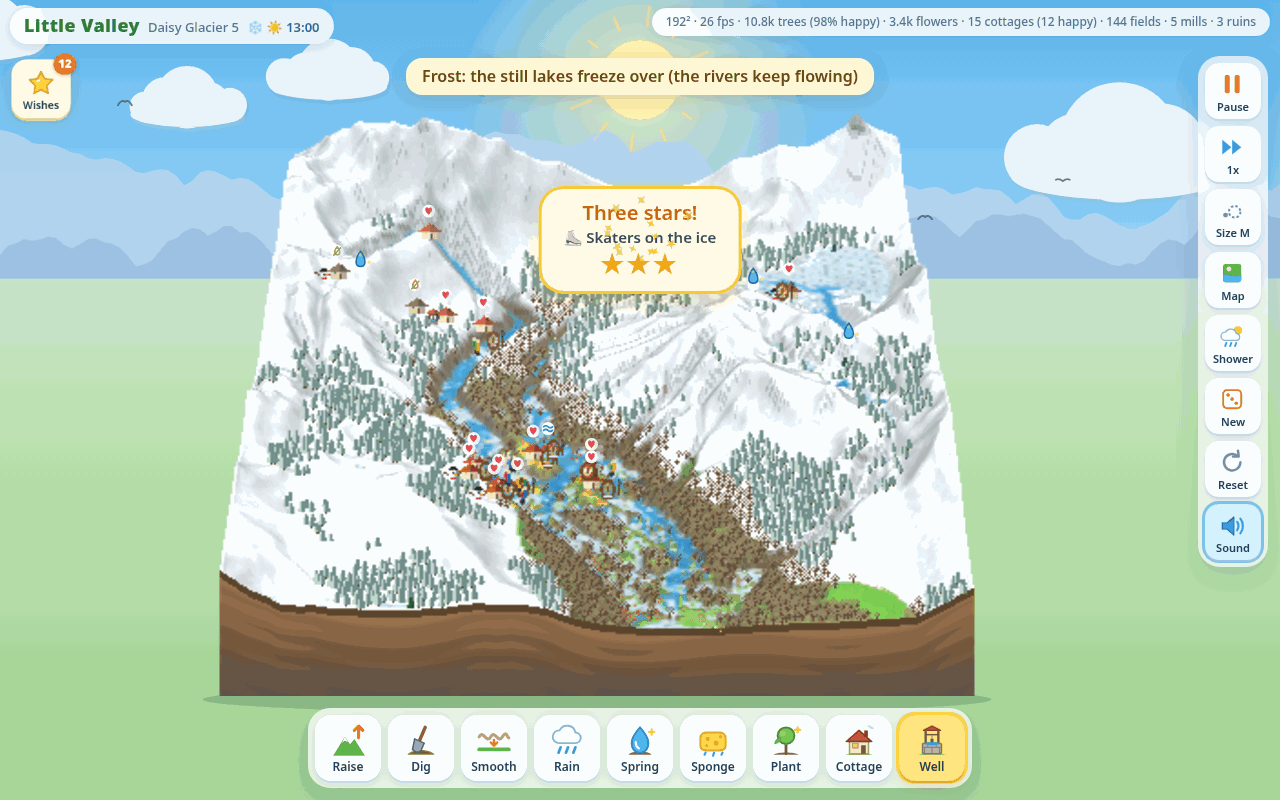 Little Valley Daisy Glacier 5 13:00
192² · 26 fps · 10.8k trees (98% happy) · 3.4k flowers · 15 cottages (12 happy) · 144 fields · 5 mills · 3 ruins
12
Wishes
Frost: the still lakes freeze over (the rivers keep flowing)
Three stars!
Skaters on the ice
Pause
1x
Size M
Map
Shower
New
Reset
Sound
Raise Dig Smooth Rain Spring Sponge Plant Cottage Well